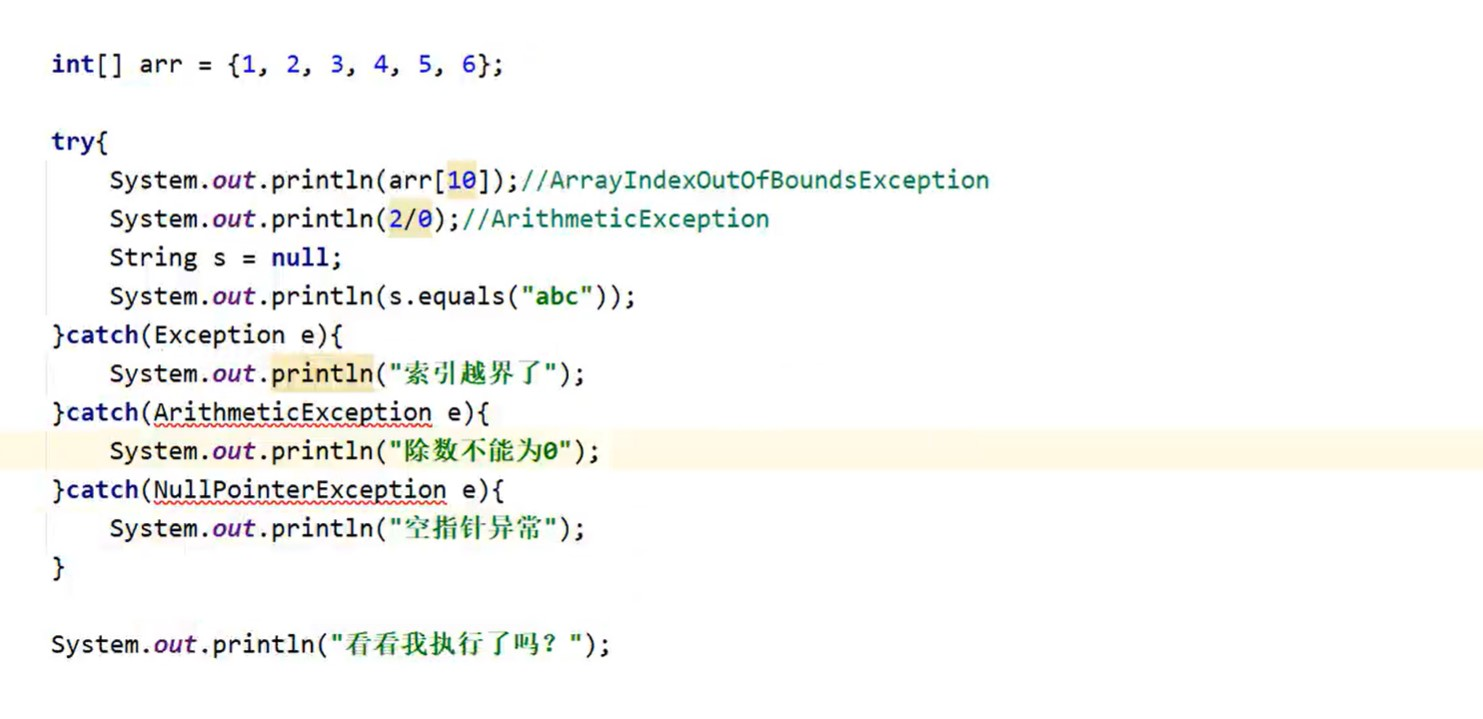 int[] arr = {1, 2, 3, 4, 5, 6};
try{
System.out.println(arr[10]);//ArrayIndexOutOfBoundsException
System.out.println(2/0);//ArithmeticException
String s = null;
System.out.println(s.equals("abc"));
}catch(Exception e){
System.out.println("索引越界了");
}catch(ArithmeticException e){
System.out.println("除数不能为0");
}catch(NullPointerException e){
System.out.println("空指针异常");
}
System.out.println("看看我执行了吗？");